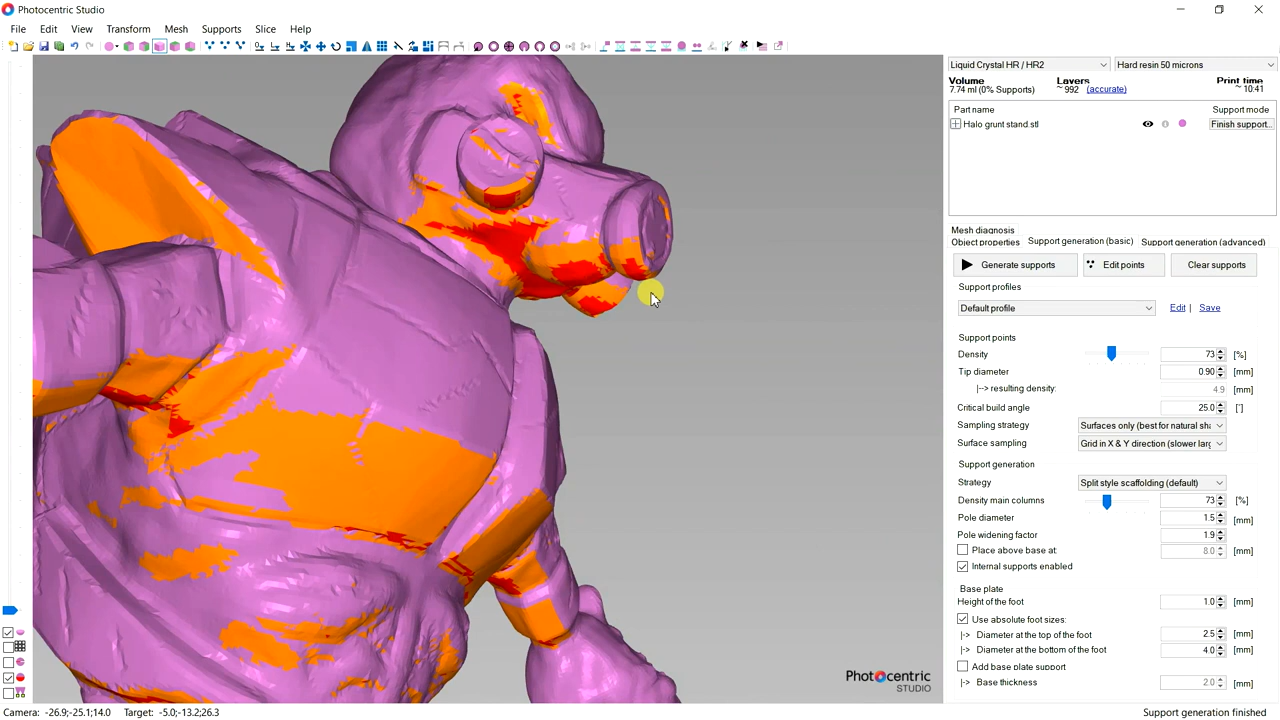 Photocentric Studio
File Edit View Transform Mesh Supports Slice Help
Liquid Crystal HR / HR2 Hard resin 50 microns
Volume Layers Print time
7.74 ml (0% Supports) ~ 992 (accurate) ~ 10:41
Part name Support mode
Halo grunt stand.stl Finish support...
Mesh diagnosis
Object properties Support generation (basic) Support generation (advanced)
Generate supports Edit points Clear supports
Support profiles
Default profile Edit | Save
Support points
Density 73 [%]
Tip diameter 0.90 [mm]
|--> resulting density: 4.9 [mm]
Critical build angle 25.0 [°]
Sampling strategy Surfaces only (best for natural sha
Surface sampling Grid in X & Y direction (slower larg
Support generation
Strategy Split style scaffolding (default)
Density main columns 73 [%]
Pole diameter 1.5 [mm]
Pole widening factor 1.9 [mm]
Place above base at: 8.0 [mm]
Internal supports enabled
Base plate
Height of the foot 1.0 [mm]
Use absolute foot sizes:
|-> Diameter at the top of the foot 2.5 [mm]
|-> Diameter at the bottom of the foot 4.0 [mm]
Add base plate support
|-> Base thickness 2.0 [mm]
Photocentric
STUDIO
Camera: -26.9;-25.1;14.0 Target: -5.0;-13.2;26.3 Support generation finished